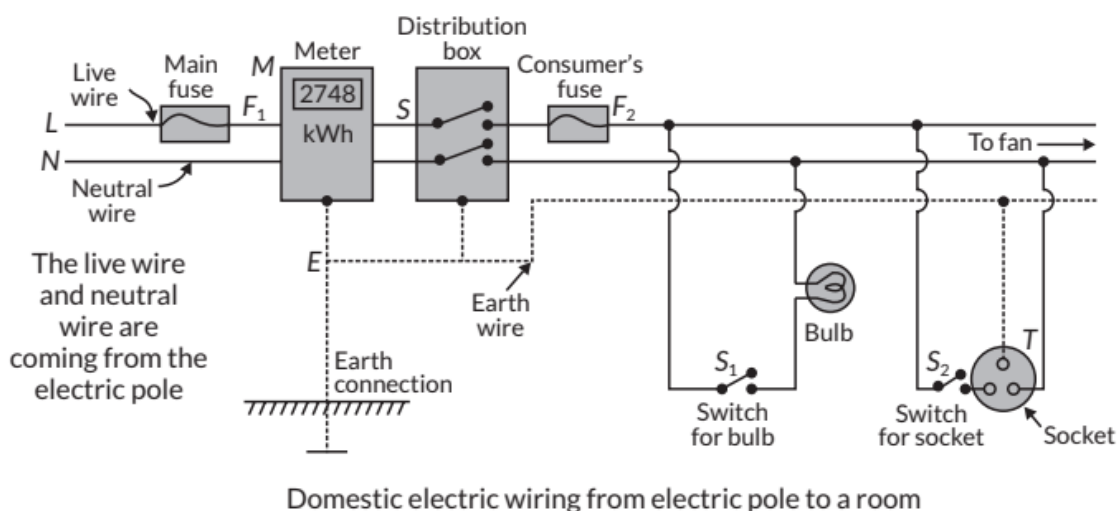 Distribution
box
Meter
Main
fuse
Consumer's
fuse
Live
wire
M
2748
kWh
F₁
S
F₂
L
N
To fan
Neutral
wire
E
The live wire
and neutral
wire are
coming from the
electric pole
Earth
wire
Earth
connection
Bulb
S₁
Switch
for bulb
S₂
T
Switch
for socket
Socket
Domestic electric wiring from electric pole to a room